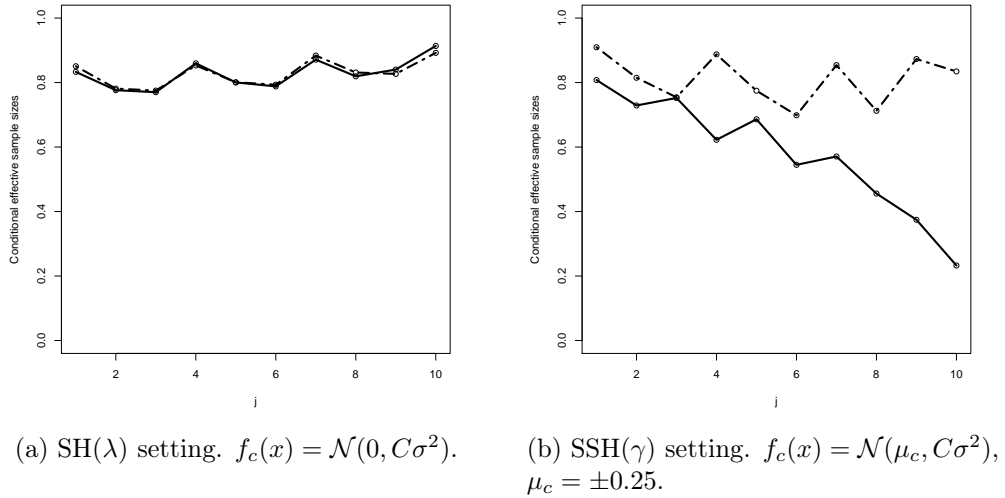 Conditional effective sample sizes
1.0
0.8
0.6
0.4
0.2
0.0
2 4 6 8 10
j
Conditional effective sample sizes
1.0
0.8
0.6
0.4
0.2
0.0
2 4 6 8 10
j
(a) SH(λ) setting. f_c(x) = 𝒩(0, Cσ²).
(b) SSH(γ) setting. f_c(x) = 𝒩(μ_c, Cσ²),
μ_c = ±0.25.